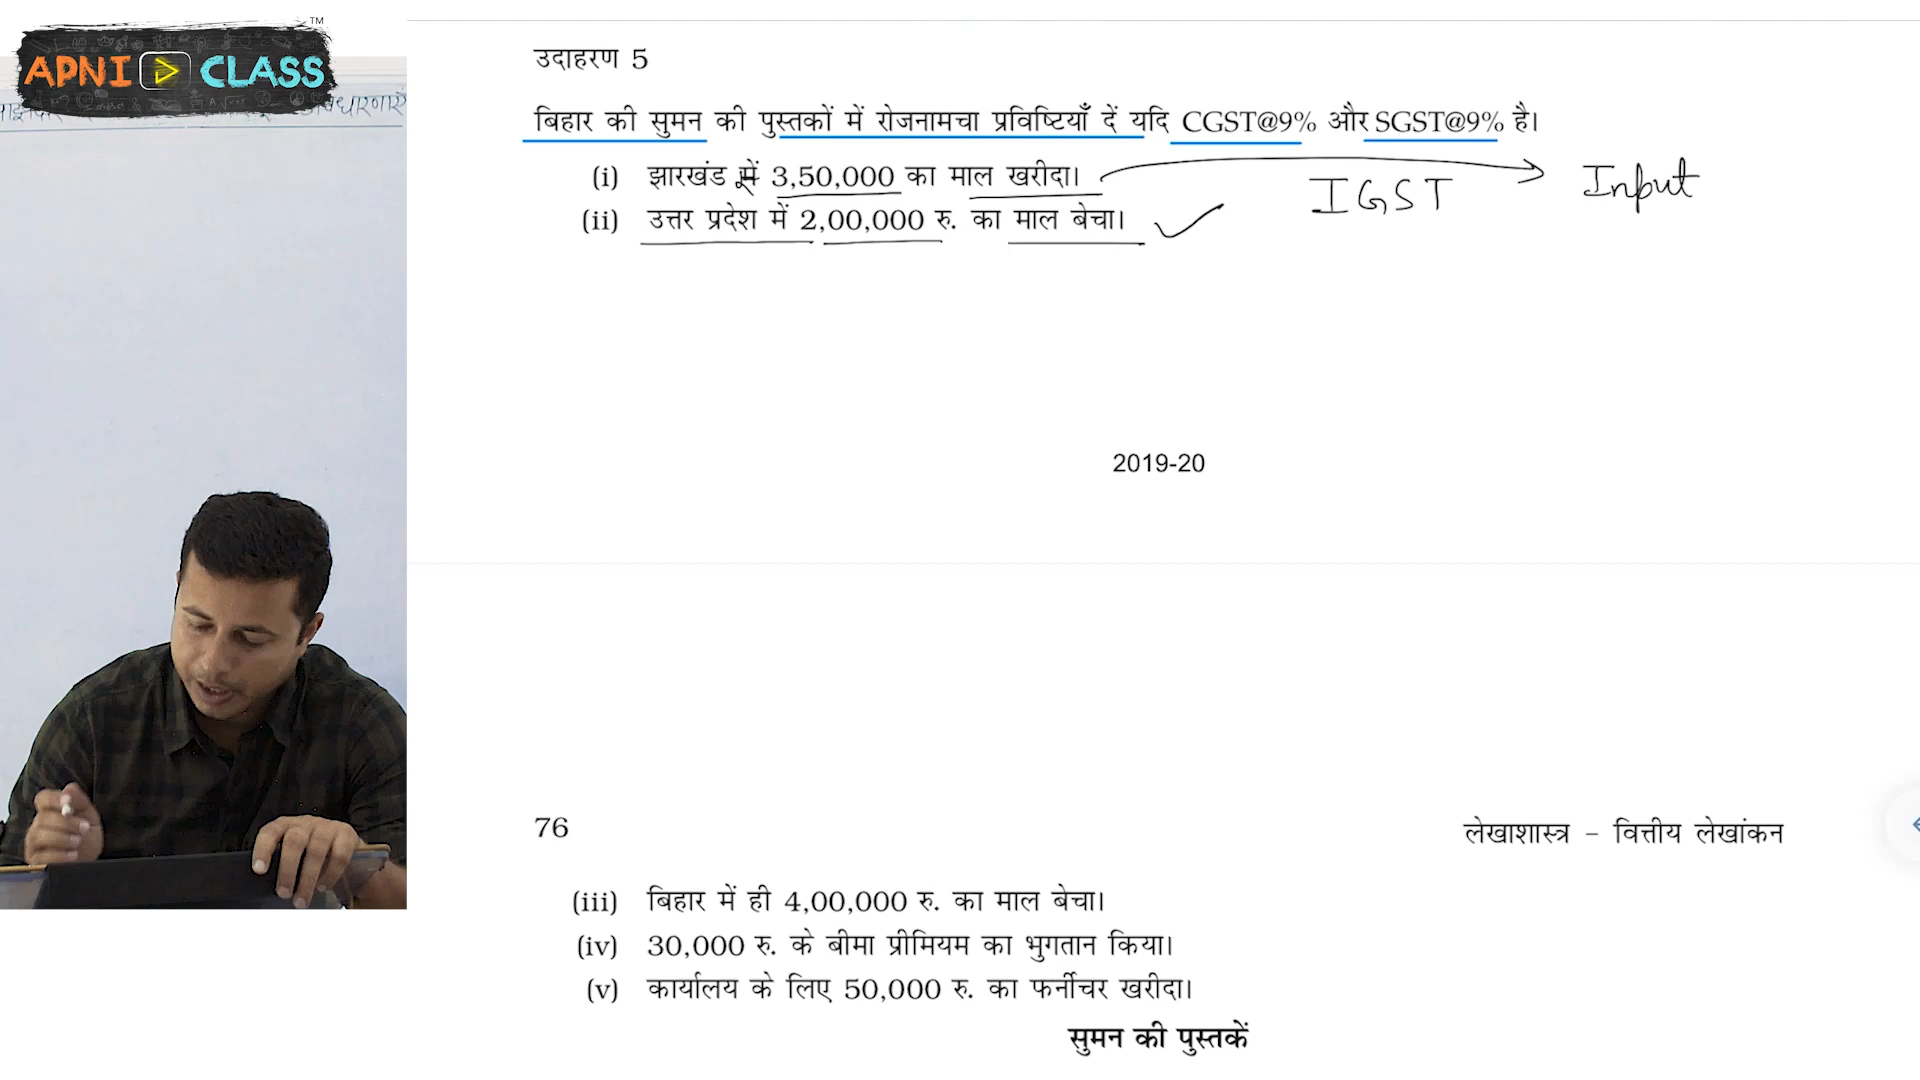 APNI CLASS TM
उदाहरण 5
बिहार की सुमन की पुस्तकों में रोजनामचा प्रविष्टियाँ दें यदि CGST@9% और SGST@9% है।
(i) झारखंड में 3,50,000 का माल खरीदा।
IGST Input
(ii) उत्तर प्रदेश में 2,00,000 रु. का माल बेचा।
2019-20
76 लेखाशास्त्र – वित्तीय लेखांकन
(iii) बिहार में ही 4,00,000 रु. का माल बेचा।
(iv) 30,000 रु. के बीमा प्रीमियम का भुगतान किया।
(v) कार्यालय के लिए 50,000 रु. का फर्नीचर खरीदा।
सुमन की पुस्तकें